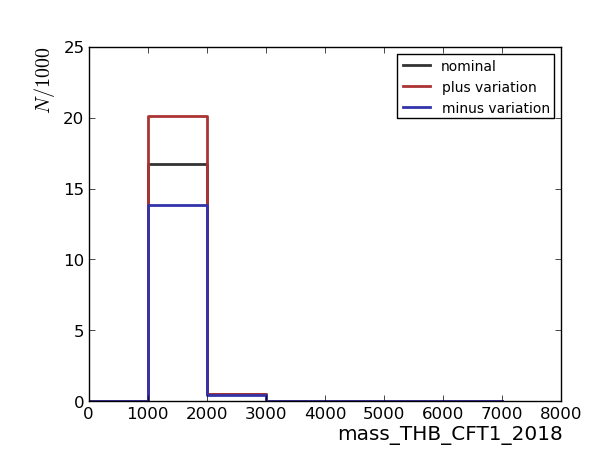 N/1000
25
20
15
10
5
0
nominal
plus variation
minus variation
0 1000 2000 3000 4000 5000 6000 7000 8000
mass_THB_CFT1_2018